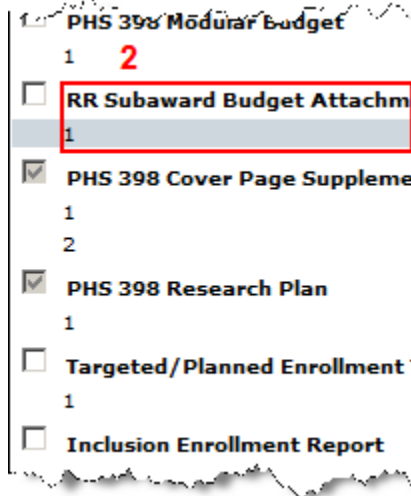 PHS 398 Modular Budget
1
2
RR Subaward Budget Attachm
1
PHS 398 Cover Page Suppleme
1
2
PHS 398 Research Plan
1
Targeted/Planned Enrollment
1
Inclusion Enrollment Report